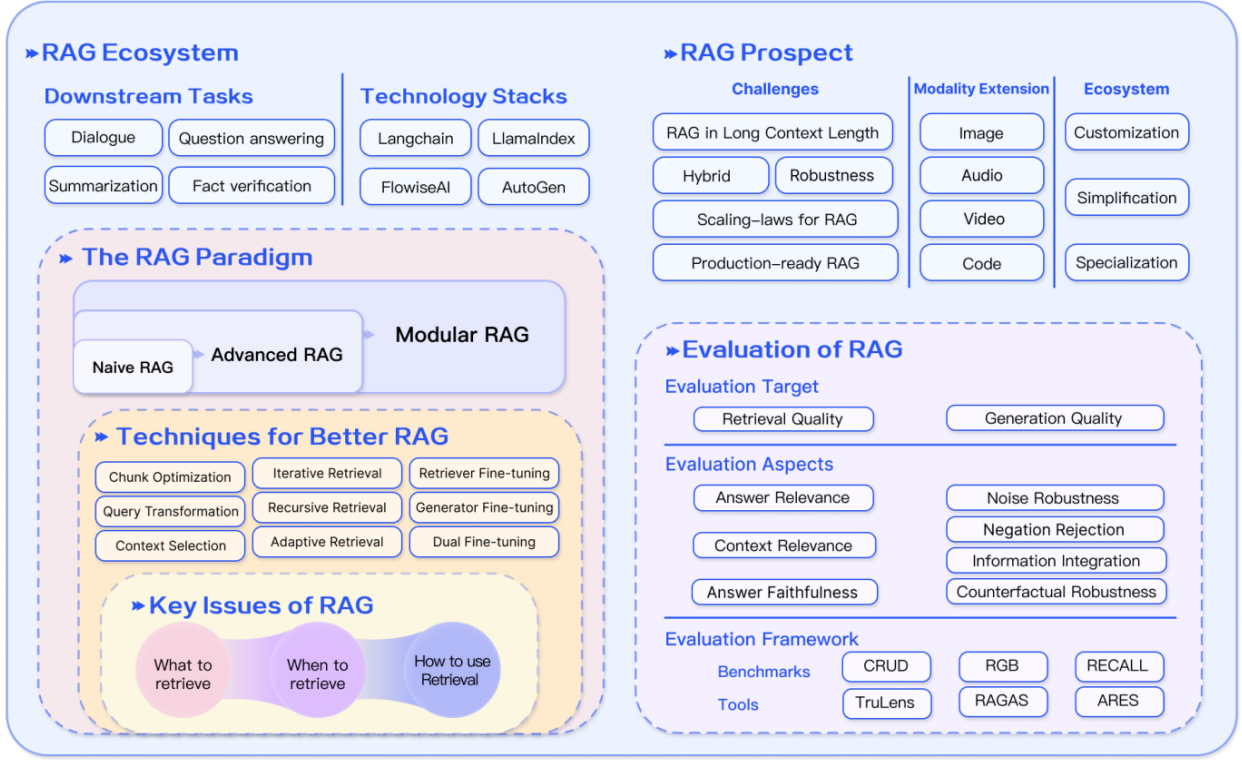 RAG Ecosystem
Downstream Tasks
Dialogue
Question answering
Summarization
Fact verification
Technology Stacks
Langchain
LlamaIndex
FlowiseAI
AutoGen
The RAG Paradigm
Naive RAG
Advanced RAG
Modular RAG
Techniques for Better RAG
Chunk Optimization
Iterative Retrieval
Retriever Fine-tuning
Query Transformation
Recursive Retrieval
Generator Fine-tuning
Context Selection
Adaptive Retrieval
Dual Fine-tuning
Key Issues of RAG
What to
retrieve
When to
retrieve
How to use
Retrieval
RAG Prospect
Challenges
RAG in Long Context Length
Hybrid
Robustness
Scaling-laws for RAG
Production-ready RAG
Modality Extension
Image
Audio
Video
Code
Ecosystem
Customization
Simplification
Specialization
Evaluation of RAG
Evaluation Target
Retrieval Quality
Generation Quality
Evaluation Aspects
Answer Relevance
Context Relevance
Answer Faithfulness
Noise Robustness
Negation Rejection
Information Integration
Counterfactual Robustness
Evaluation Framework
Benchmarks
CRUD
RGB
RECALL
Tools
TruLens
RAGAS
ARES